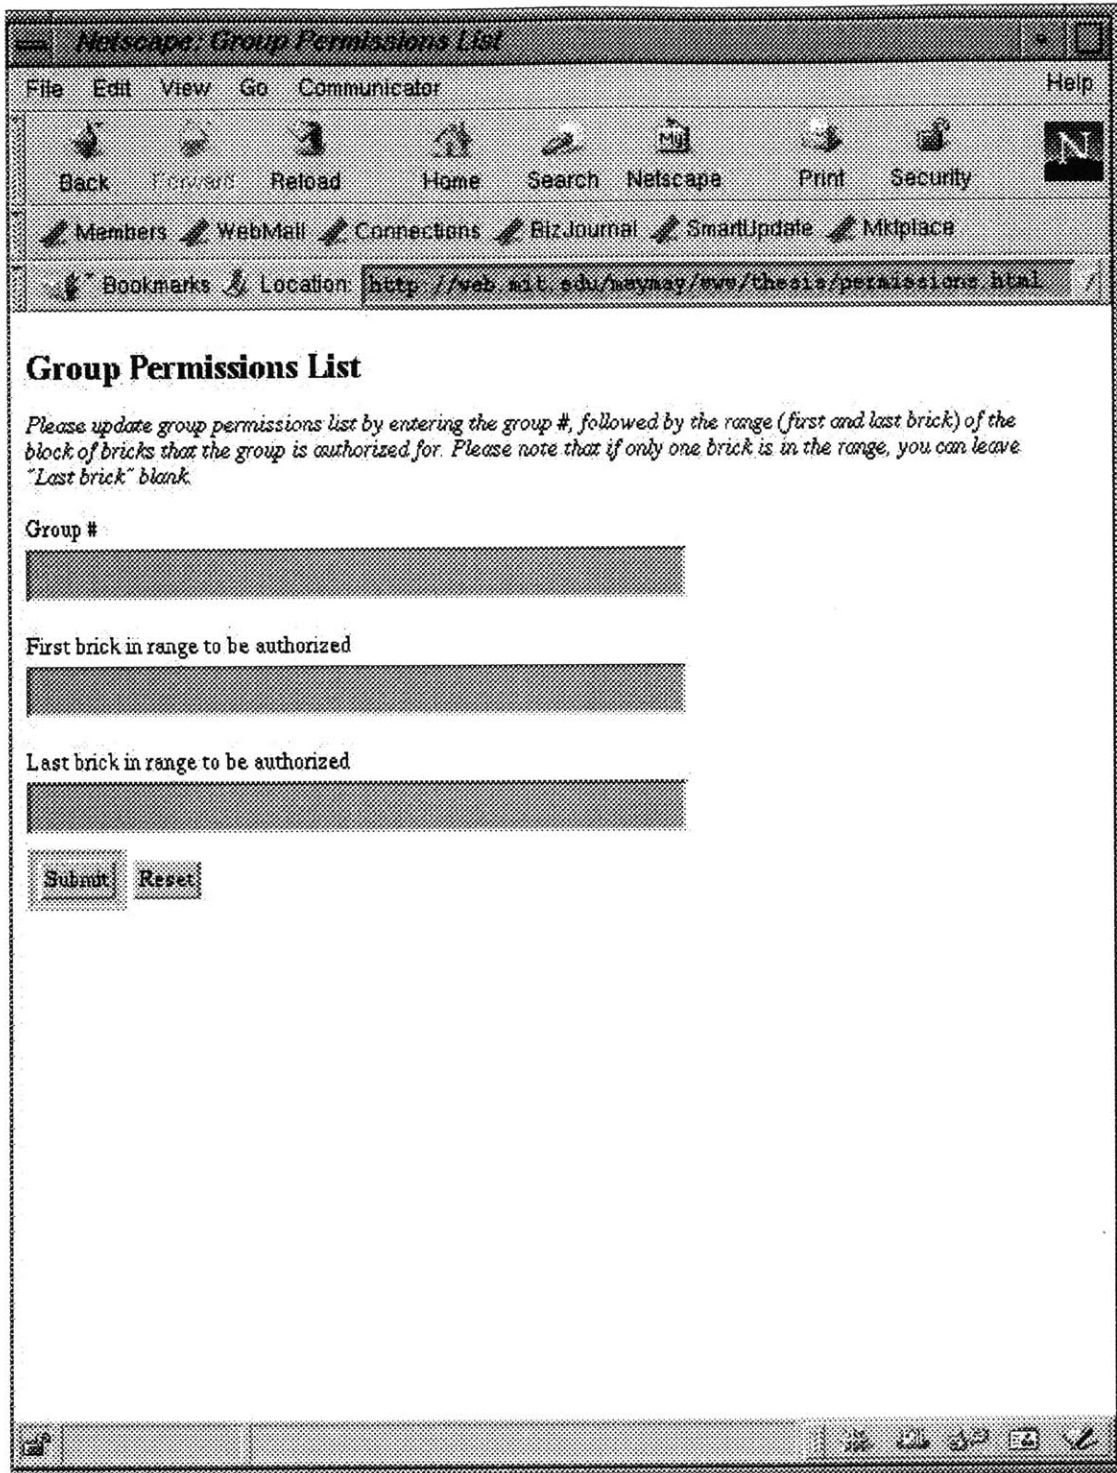 Netscape: Group Permissions List
File Edit View Go Communicator Help
Back Forward Reload Home Search Netscape Print Security
My
N
Members WebMail Connections BizJournal SmartUpdate Mktplace
Bookmarks Location: http://web.mit.edu/maymay/www/thesis/permissions.html
Group Permissions List
Please update group permissions list by entering the group #, followed by the range (first and last brick) of the
block of bricks that the group is authorized for. Please note that if only one brick is in the range, you can leave
"Last brick" blank.
Group #
First brick in range to be authorized
Last brick in range to be authorized
Submit Reset